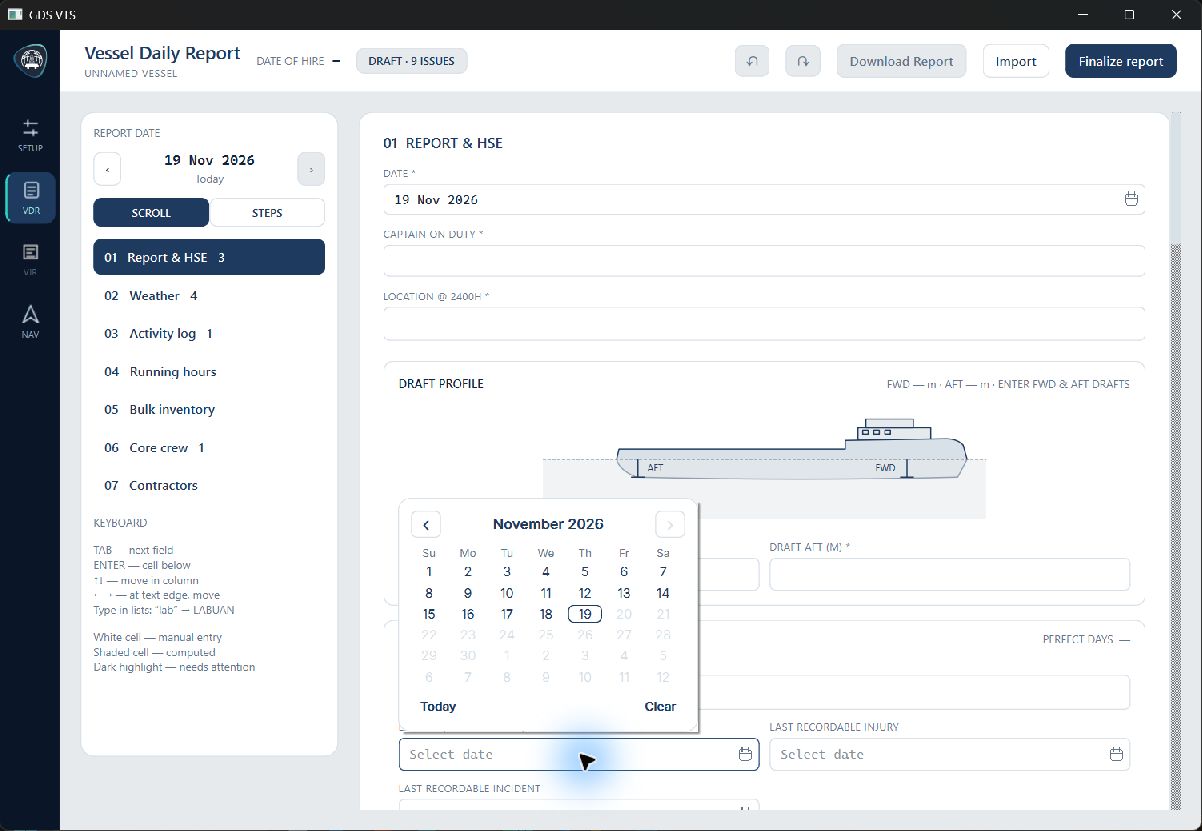 GDS VTS
Vessel Daily Report
UNNAMED VESSEL
DATE OF HIRE —
DRAFT · 9 ISSUES
Download Report
Import
Finalize report
SETUP
VDR
VIR
NAV
REPORT DATE
‹
19 Nov 2026
›
Today
SCROLL
STEPS
01 Report & HSE 3
02 Weather 4
03 Activity log 1
04 Running hours
05 Bulk inventory
06 Core crew 1
07 Contractors
KEYBOARD
TAB — next field
ENTER — cell below
↑↓ — move in column
← → — at text edge, move
Type in lists: "lab" → LABUAN
White cell — manual entry
Shaded cell — computed
Dark highlight — needs attention
01 REPORT & HSE
DATE *
19 Nov 2026
CAPTAIN ON DUTY *
LOCATION @ 2400H *
DRAFT PROFILE
FWD — m · AFT — m · ENTER FWD & AFT DRAFTS
AFT
FWD
DRAFT AFT (M) *
PERFECT DAYS —
‹ November 2026 ›
Su Mo Tu We Th Fr Sa
1 2 3 4 5 6 7
8 9 10 11 12 13 14
15 16 17 18 19 20 21
22 23 24 25 26 27 28
29 30 1 2 3 4 5
6 7 8 9 10 11 12
Today
Clear
Select date
LAST RECORDABLE INJURY
Select date
LAST RECORDABLE INCIDENT